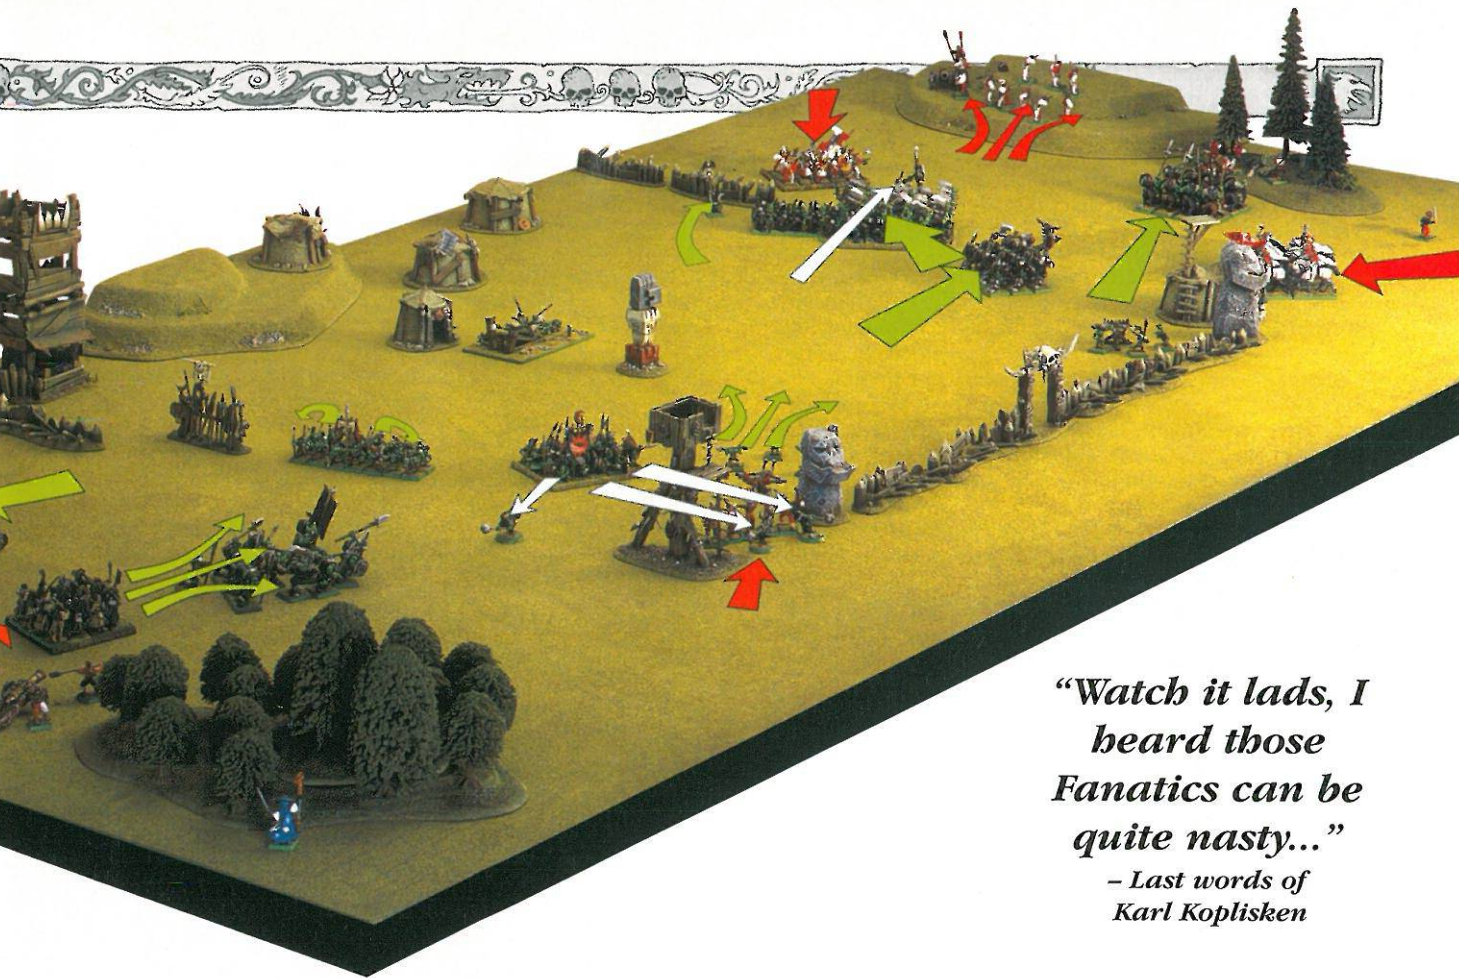 “Watch it lads, I
heard those
Fanatics can be
quite nasty...”
– Last words of
Karl Koplisken